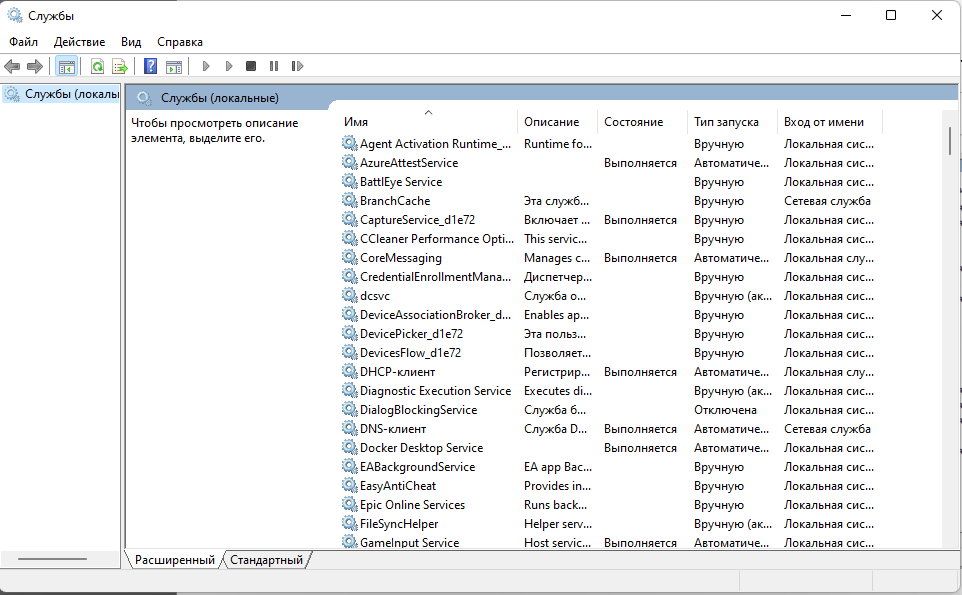 Службы
Файл Действие Вид Справка
Службы (локалы
Службы (локальные)
Чтобы просмотреть описание
элемента, выделите его.
Имя Описание Состояние Тип запуска Вход от имени
Agent Activation Runtime_... Runtime fo... Вручную Локальная сис...
AzureAttestService Выполняется Автоматиче... Локальная сис...
BattlEye Service Вручную Локальная сис...
BranchCache Эта служб... Вручную Сетевая служба
CaptureService_d1e72 Включает ... Выполняется Вручную Локальная сис...
CCleaner Performance Opti... This servic... Вручную Локальная сис...
CoreMessaging Manages c... Выполняется Автоматиче... Локальная слу...
CredentialEnrollmentMana... Диспетчер... Вручную Локальная сис...
dcsvc Служба о... Вручную (ак... Локальная сис...
DeviceAssociationBroker_d... Enables ap... Вручную Локальная сис...
DevicePicker_d1e72 Эта польз... Вручную Локальная сис...
DevicesFlow_d1e72 Позволяет... Вручную Локальная сис...
DHCP-клиент Регистрир... Выполняется Автоматиче... Локальная слу...
Diagnostic Execution Service Executes di... Вручную (ак... Локальная сис...
DialogBlockingService Служба б... Отключена Локальная сис...
DNS-клиент Служба D... Выполняется Автоматиче... Сетевая служба
Docker Desktop Service Выполняется Автоматиче... Локальная сис...
EABackgroundService EA app Bac... Вручную Локальная сис...
EasyAntiCheat Provides in... Вручную Локальная сис...
Epic Online Services Runs back... Вручную Локальная сис...
FileSyncHelper Helper serv... Вручную (ак... Локальная сис...
GameInput Service Host servic... Выполняется Автоматиче... Локальная сис...
Расширенный Стандартный